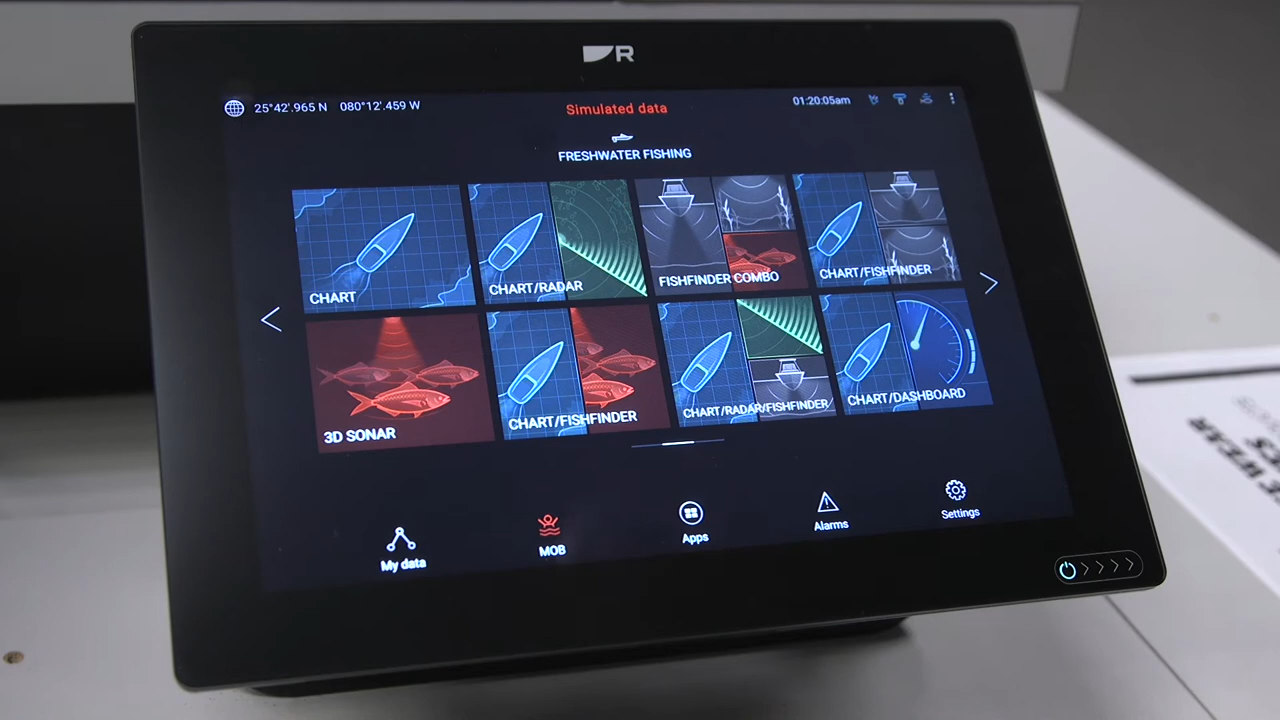 R
25°42'.965 N 080°12'.459 W
Simulated data
01:20:05am
FRESHWATER FISHING
CHART
CHART/RADAR
FISHFINDER COMBO
CHART/FISHFINDER
3D SONAR
CHART/FISHFINDER
CHART/RADAR/FISHFINDER
CHART/DASHBOARD
My data
MOB
Apps
Alarms
Settings